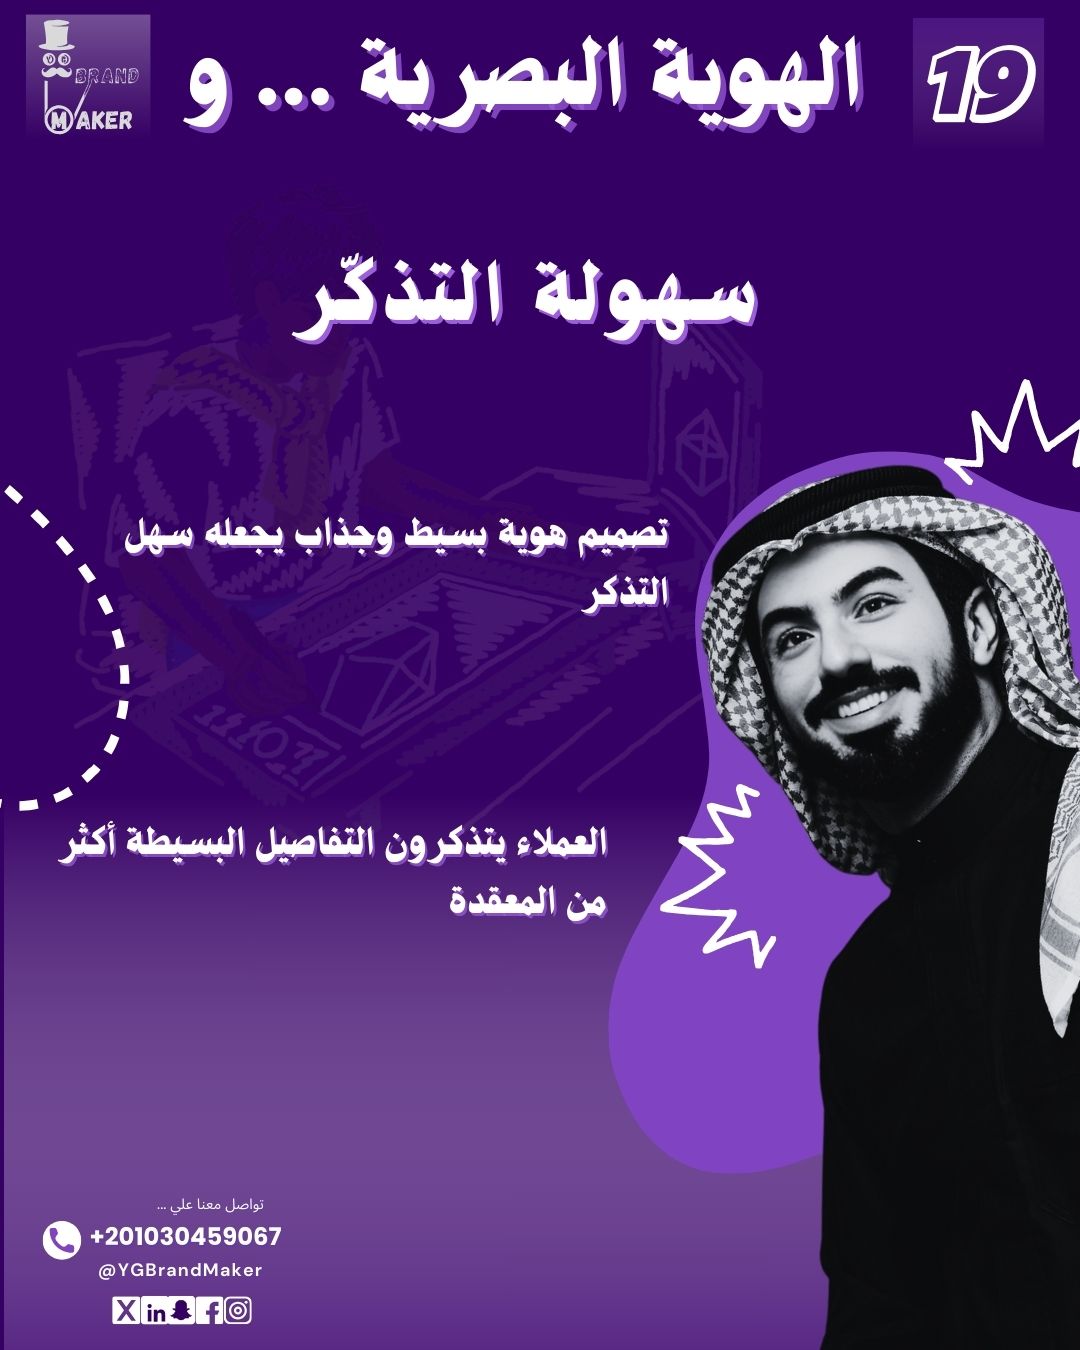 19
الهوية البصرية ... و
BRAND
MAKER
سهولة التذكّر
تصميم هوية بسيط وجذاب يجعله سهل
التذكر
العملاء يتذكرون التفاصيل البسيطة أكثر
من المعقدة
تواصل معنا علي ...
+201030459067
@YGBrandMaker